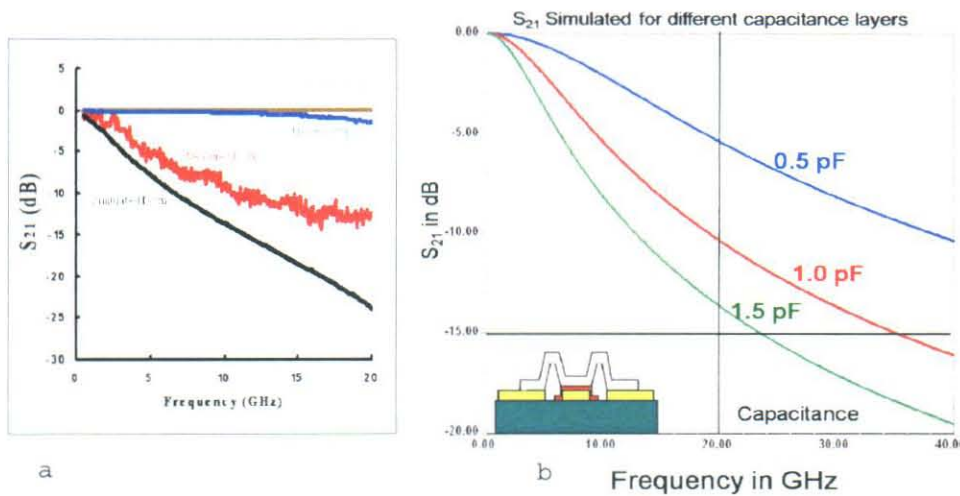 S21 Simulated for different capacitance layers
5
0
-5
-10
-15
-20
-25
-30
S21 (dB)
0
5
10
15
20
Frequency (GHz)
a
0.00
-5.00
-10.00
-15.00
-20.00
S21 in dB
0.5 pF
1.0 pF
1.5 pF
Capacitance
0.00
10.00
20.00
30.00
40.00
b
Frequency in GHz